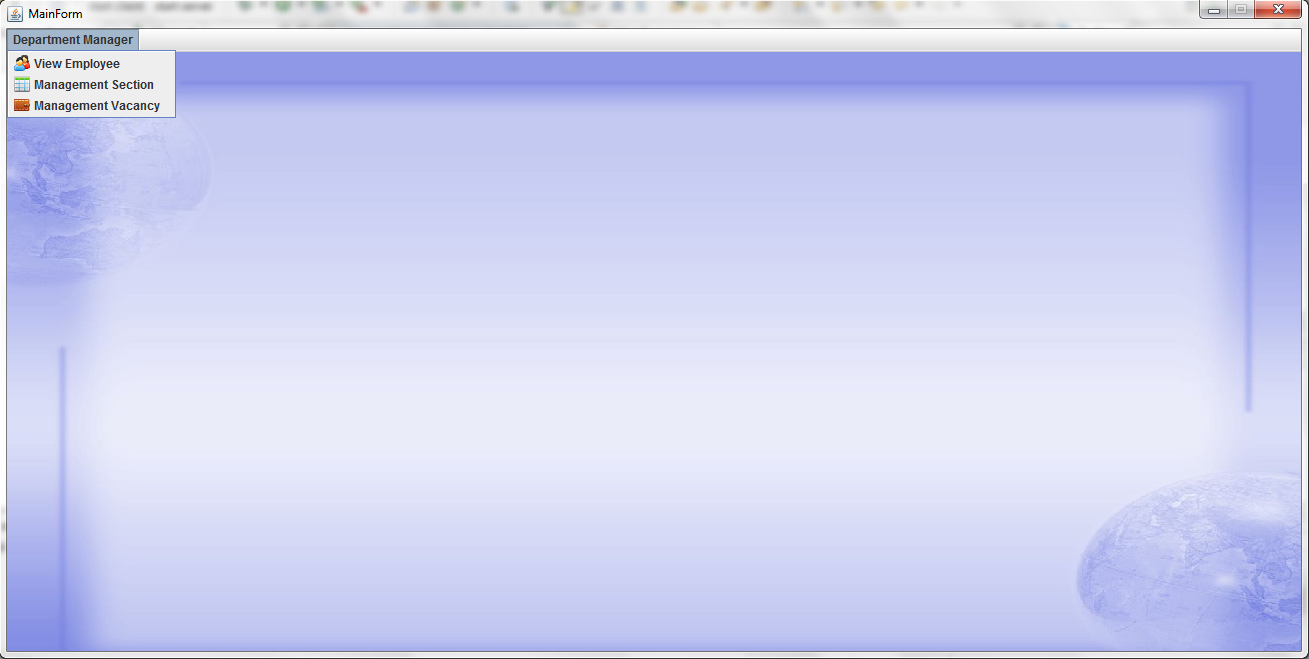 MainForm
Department Manager
View Employee
Management Section
Management Vacancy